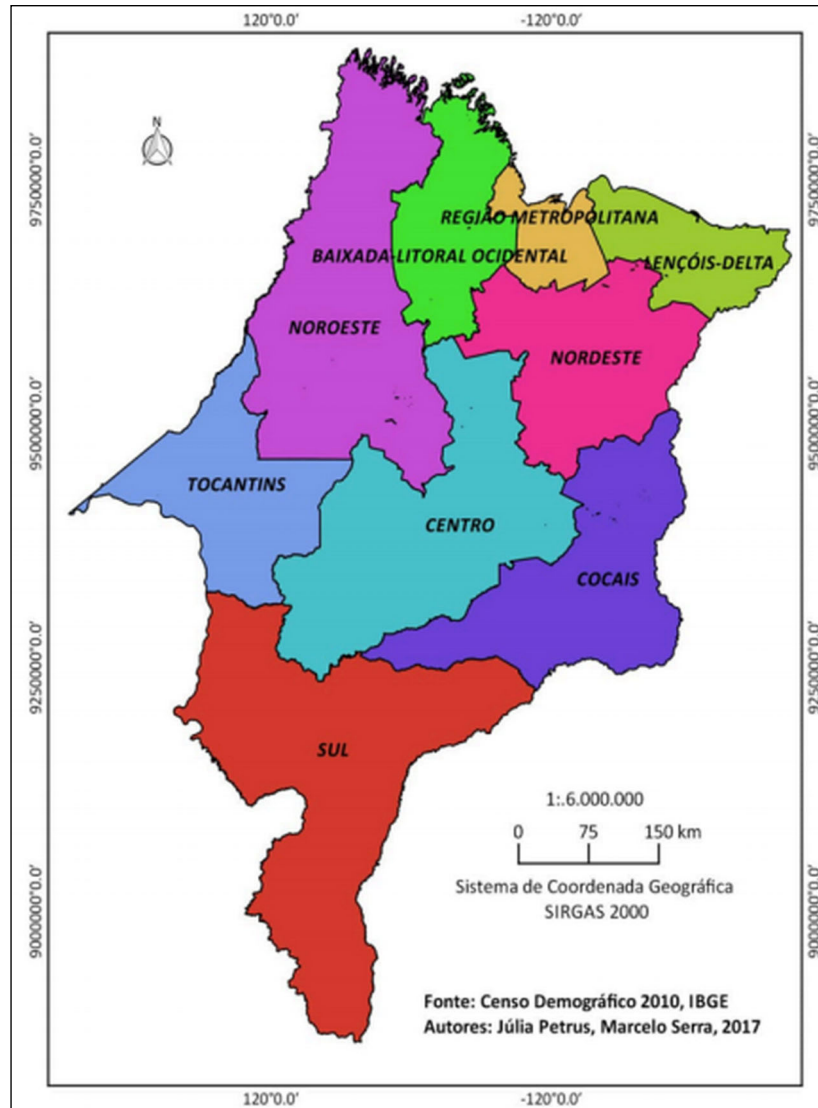 120°0.0′
-120°0.0′
N
9750000°0.0′
9750000°0.0′
REGIÃO METROPOLITANA
BAIXADA-LITORAL OCIDENTAL
LENÇÓIS-DELTA
NOROESTE
NORDESTE
9500000°0.0′
9500000°0.0′
TOCANTINS
CENTRO
COCAIS
9250000°0.0′
9250000°0.0′
SUL
1:.6.000.000
0 75 150 km
Sistema de Coordenada Geográfica
SIRGAS 2000
9000000°0.0′
9000000°0.0′
Fonte: Censo Demográfico 2010, IBGE
Autores: Júlia Petrus, Marcelo Serra, 2017
120°0.0′
-120°0.0′